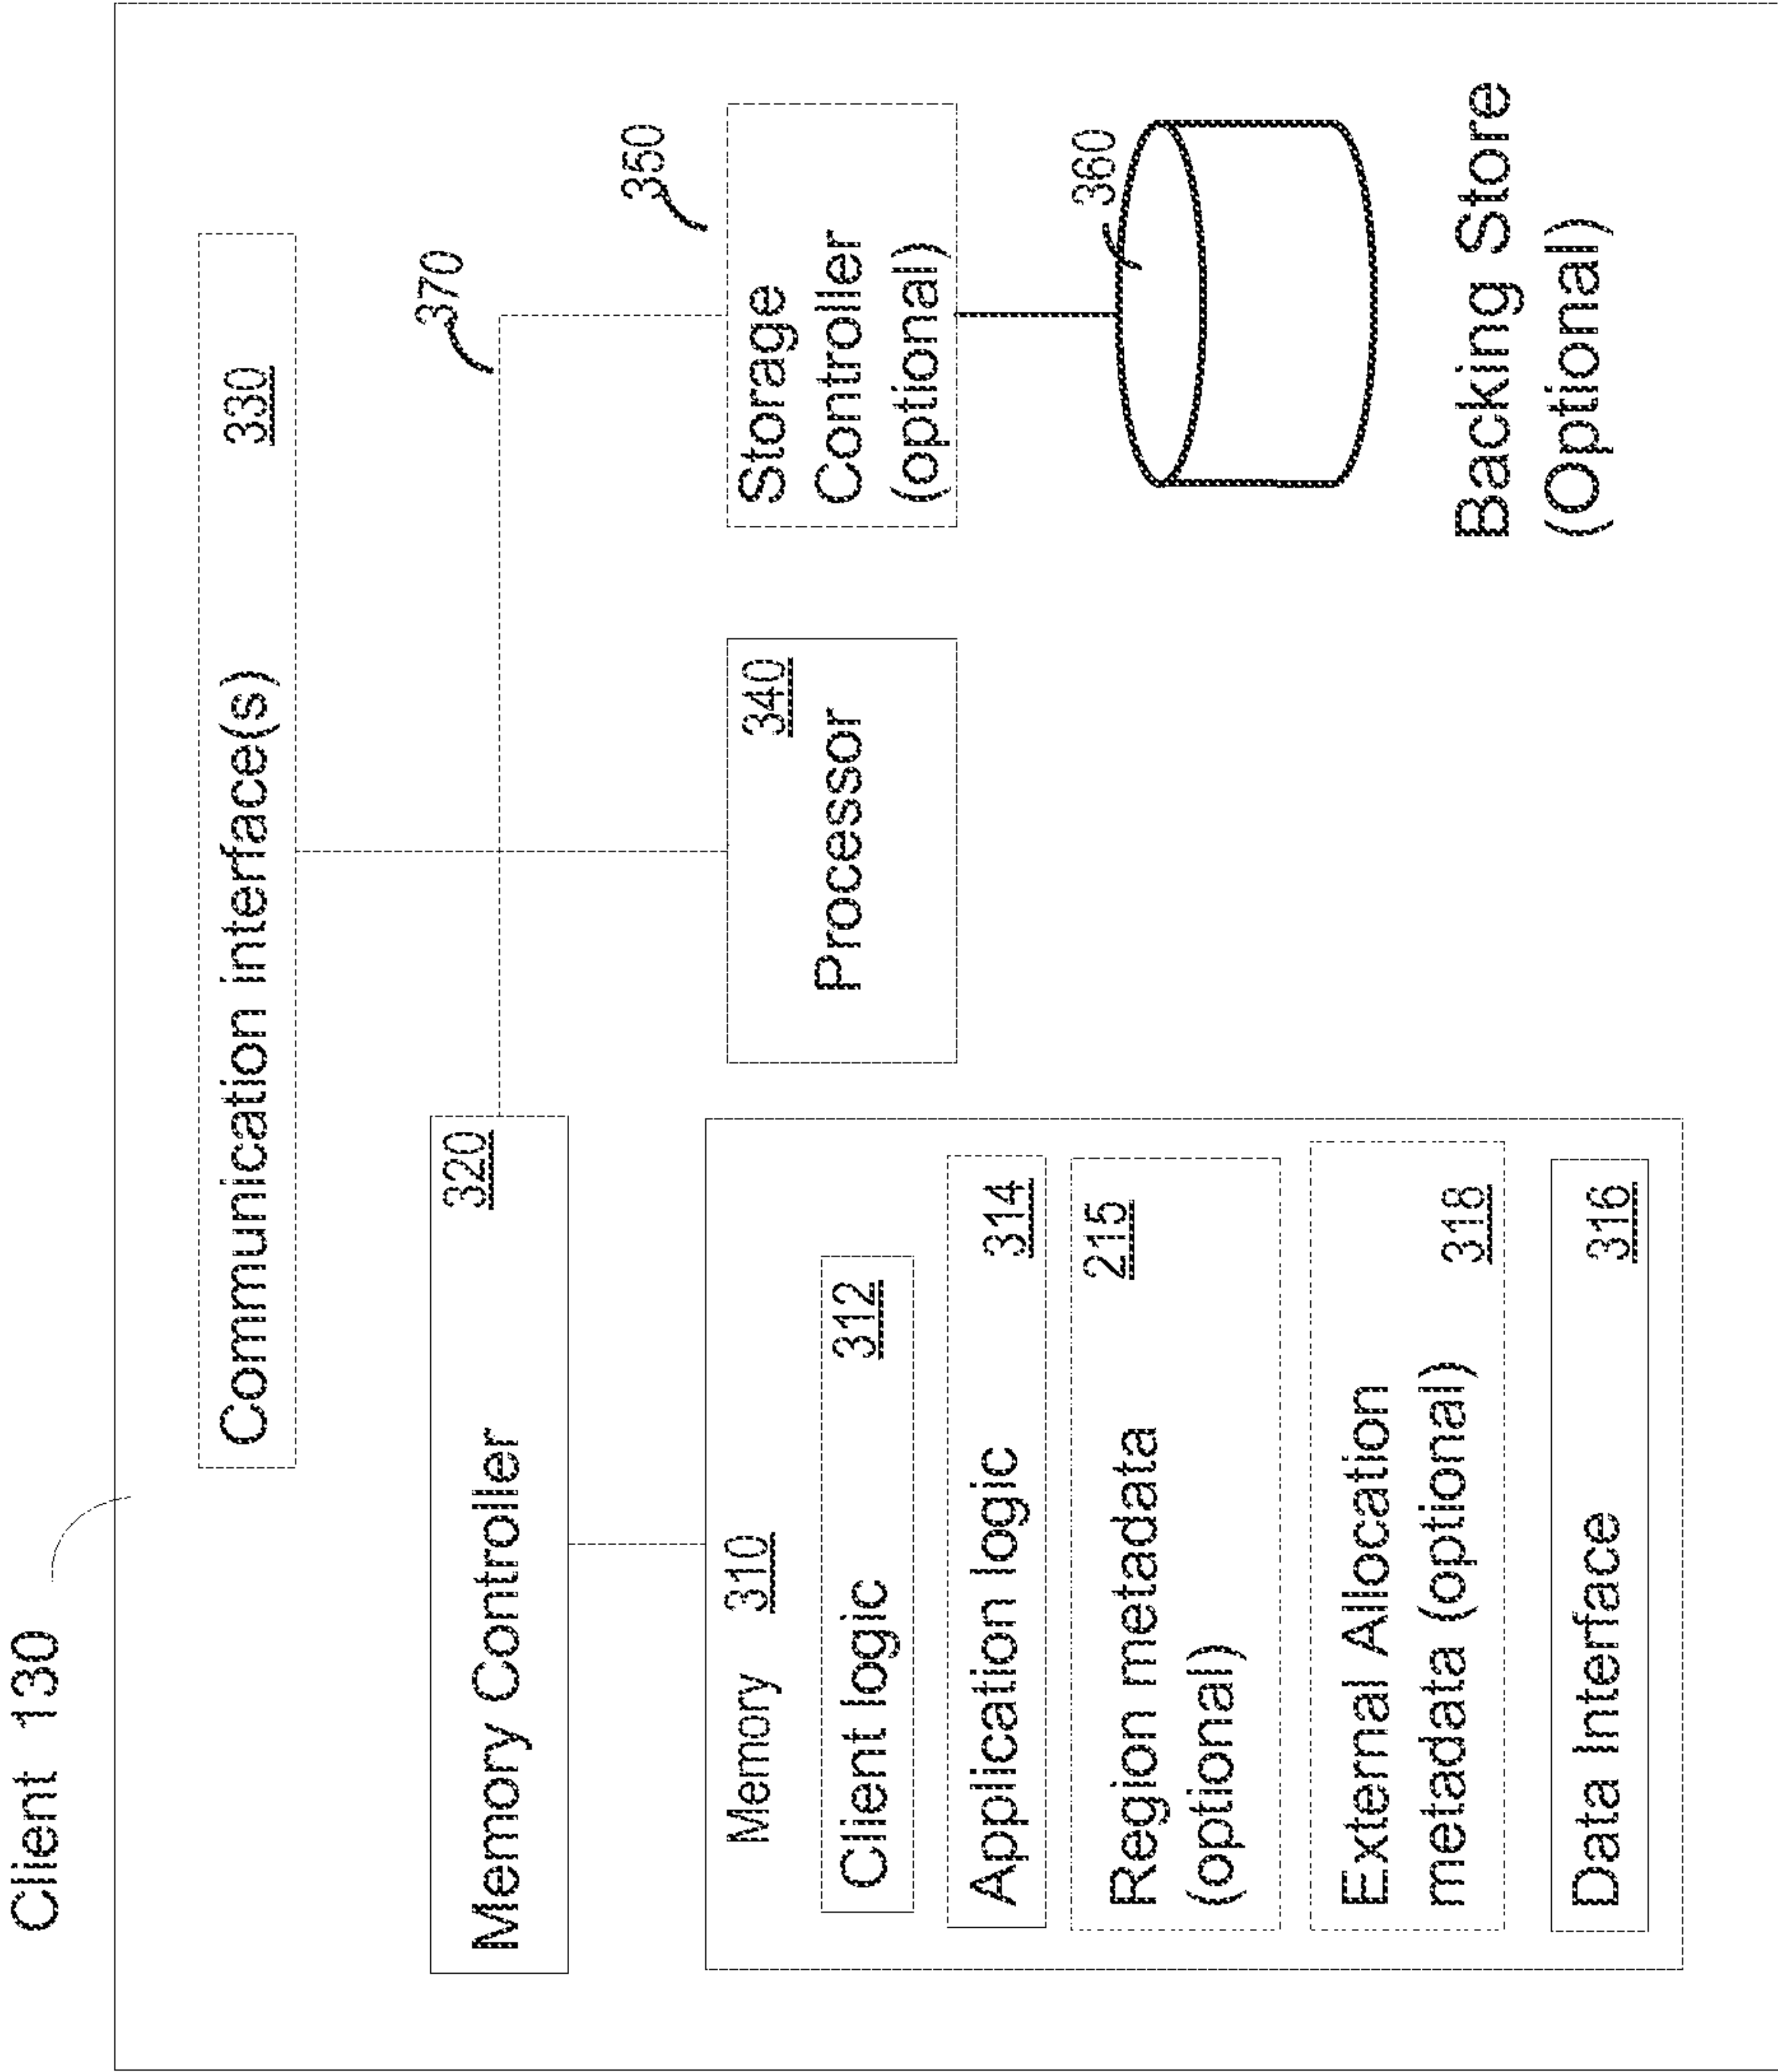 Client 130
Communication interface(s) 330
370
350
Memory Controller 320
Memory 310
Client logic 312
Application logic 314
Region metadata 215
(optional)
External Allocation
metadata (optional) 318
Data Interface 316
340
Processor
Storage
Controller
(optional)
360
Backing Store
(Optional)